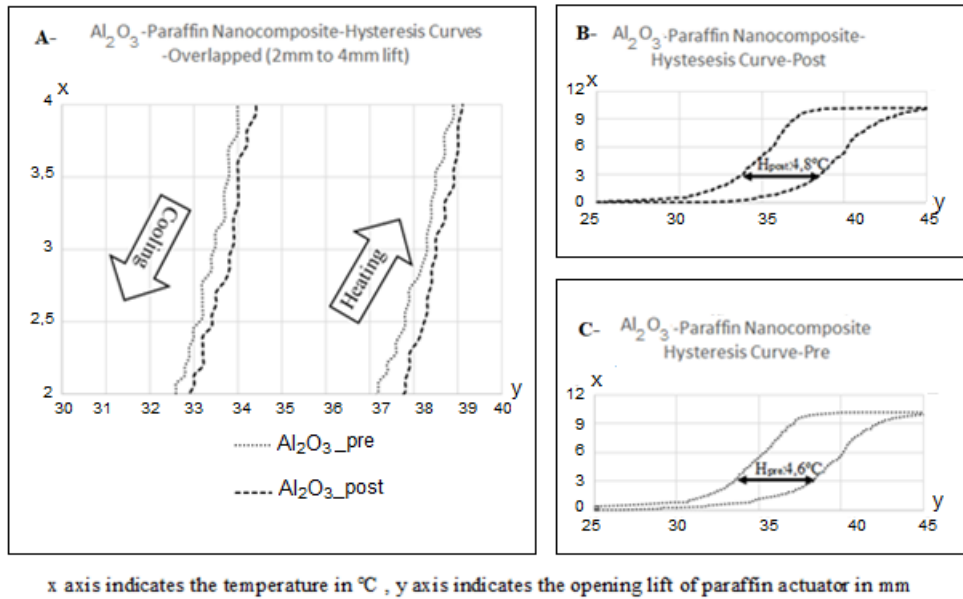 A- Al₂O₃-Paraffin Nanocomposite-Hysteresis Curves
-Overlapped (2mm to 4mm lift)
x
4
3,5
3
2,5
2
Cooling
Heating
y
30 31 32 33 34 35 36 37 38 39 40
Al₂O₃_pre
Al₂O₃_post
B- Al₂O₃-Paraffin Nanocomposite-
Hystesesis Curve-Post
x
12
9
6
3
0
Hpost:4,8°C
y
25 30 35 40 45
C- Al₂O₃-Paraffin Nanocomposite
Hysteresis Curve-Pre
x
12
9
6
3
0
Hpre:4,6°C
y
25 30 35 40 45
x axis indicates the temperature in °C , y axis indicates the opening lift of paraffin actuator in mm